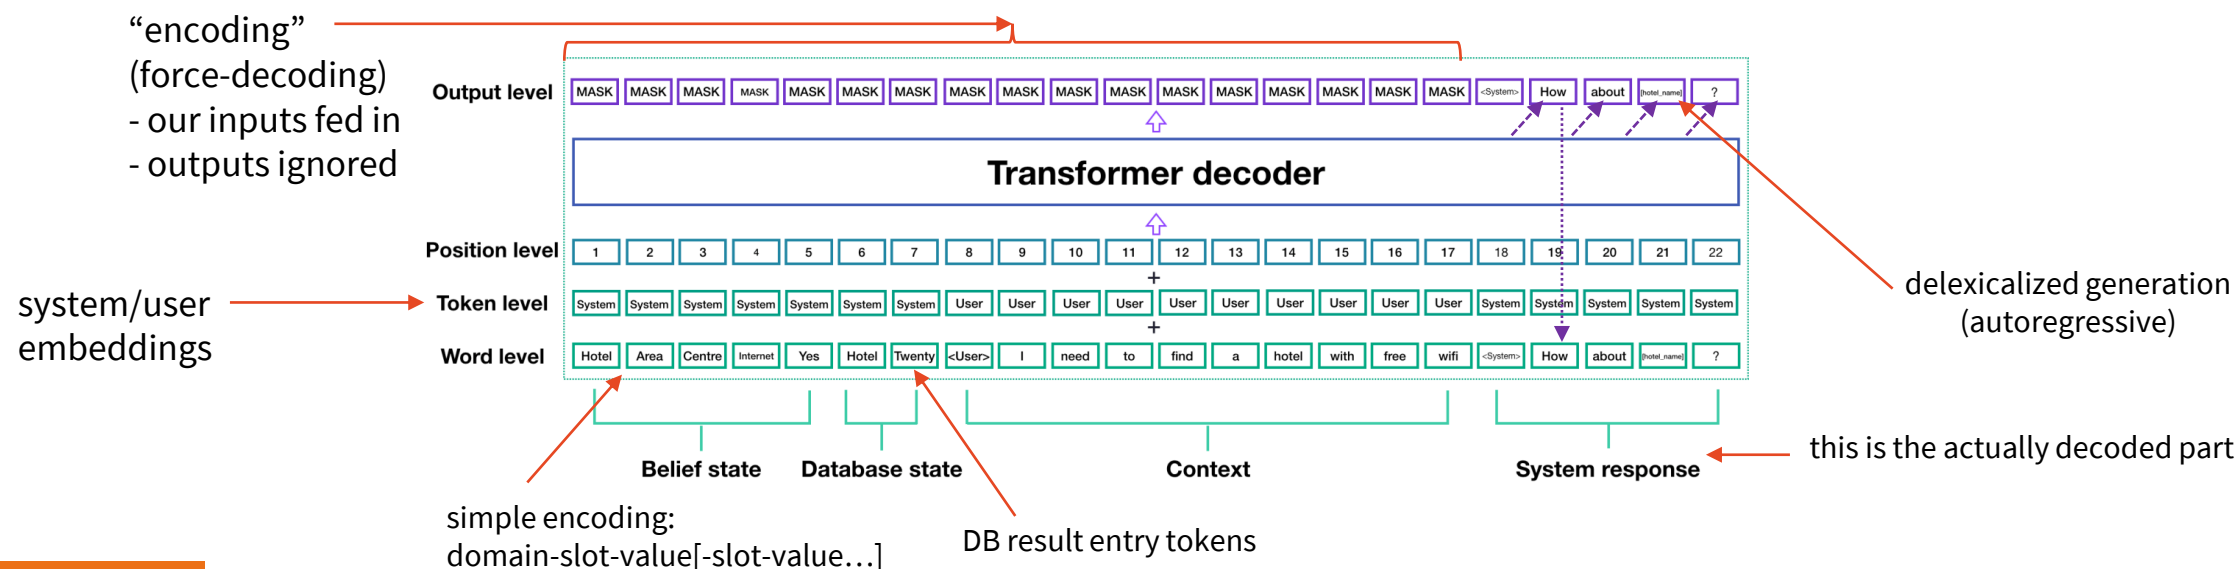 “encoding”
(force-decoding)
- our inputs fed in
- outputs ignored
Output level MASK MASK MASK MASK MASK MASK MASK MASK MASK MASK MASK MASK MASK MASK MASK MASK MASK <System> How about [hotel_name] ?
Transformer decoder
Position level 1 2 3 4 5 6 7 8 9 10 11 12 13 14 15 16 17 18 19 20 21 22
+
system/user
embeddings
Token level System System System System System System System User User User User User User User User User User System System System System System
+
Word level Hotel Area Centre Internet Yes Hotel Twenty <User> I need to find a hotel with free wifi <System> How about [hotel_name] ?
delexicalized generation
(autoregressive)
Belief state Database state Context System response
this is the actually decoded part
simple encoding:
domain-slot-value[-slot-value…]
DB result entry tokens